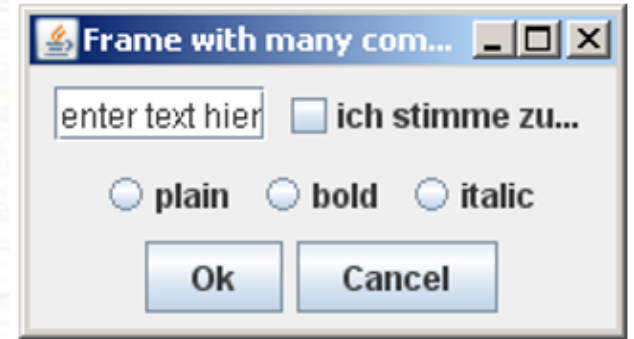 Frame with many com...
enter text hier ich stimme zu...
plain bold italic
Ok Cancel